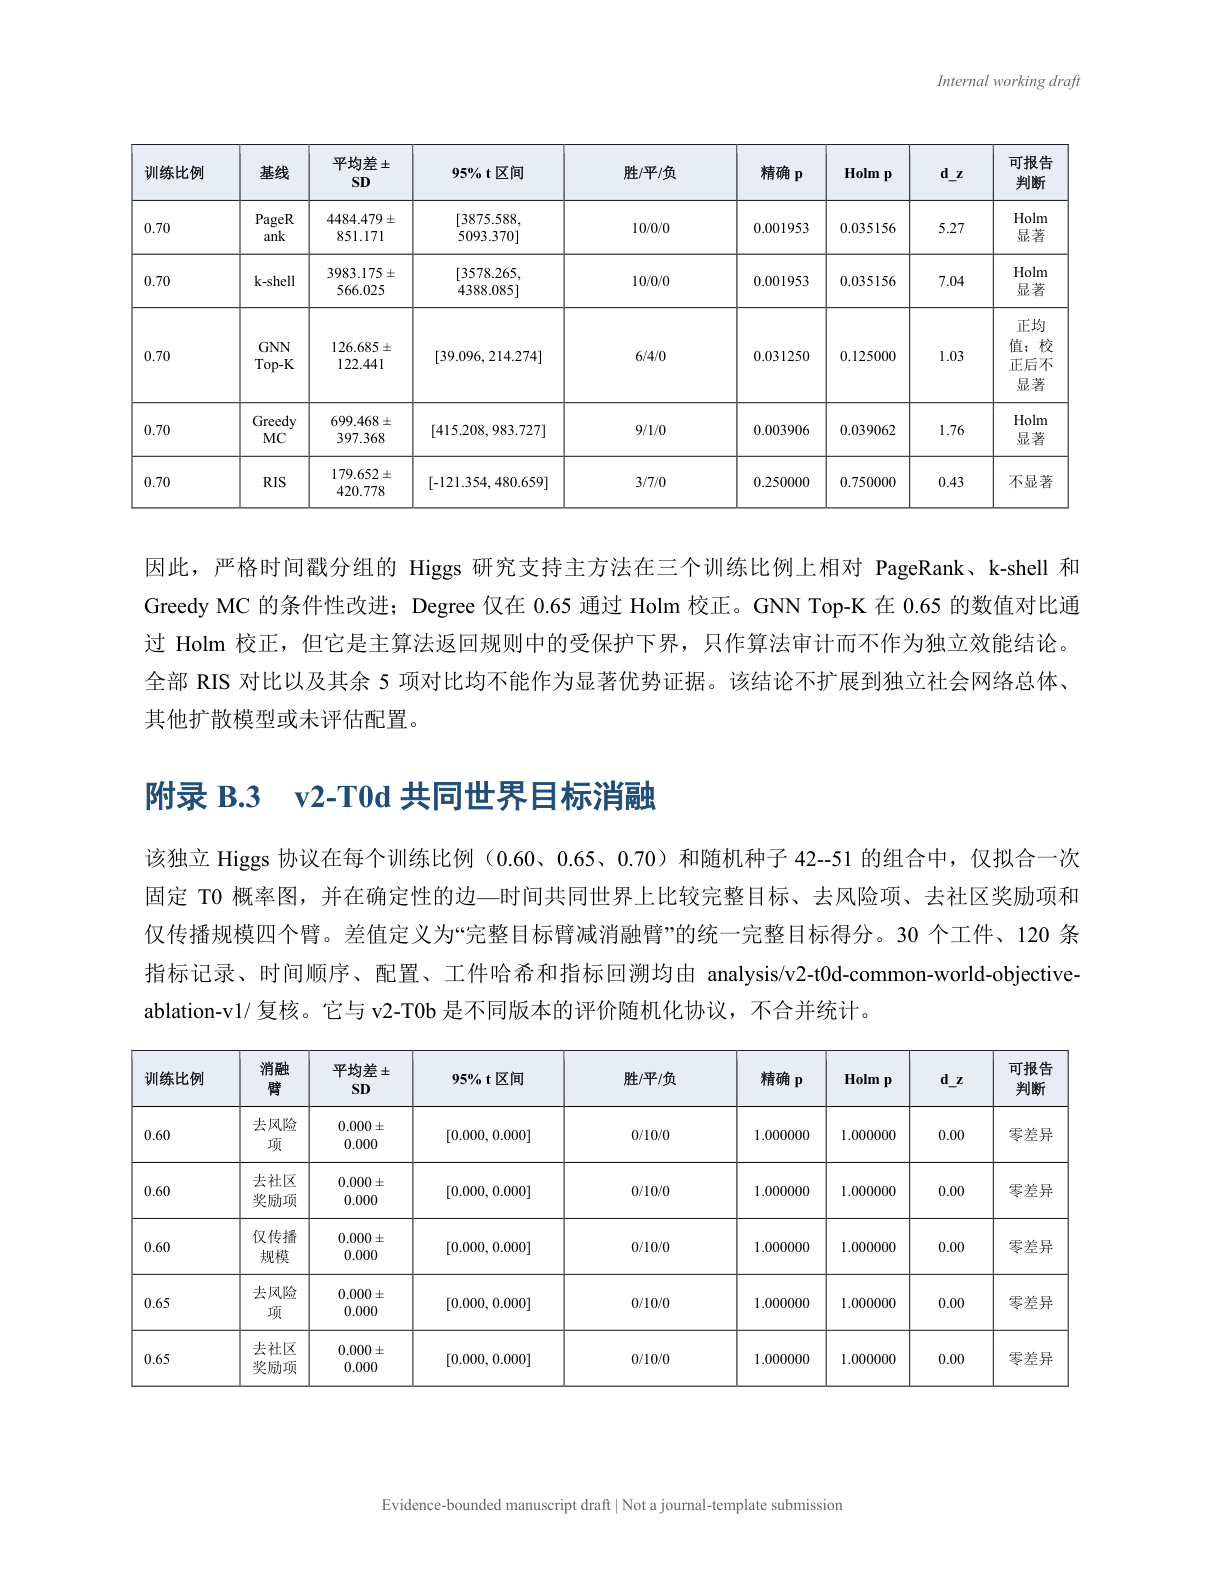 Internal working draft
训练比例 基线 平均差 ± SD 95% t 区间 胜/平/负 精确 p Holm p d_z 可报告判断
0.70 PageRank 4484.479 ± 851.171 [3875.588, 5093.370] 10/0/0 0.001953 0.035156 5.27 Holm 显著
0.70 k-shell 3983.175 ± 566.025 [3578.265, 4388.085] 10/0/0 0.001953 0.035156 7.04 Holm 显著
0.70 GNN Top-K 126.685 ± 122.441 [39.096, 214.274] 6/4/0 0.031250 0.125000 1.03 正均值；校正后不显著
0.70 Greedy MC 699.468 ± 397.368 [415.208, 983.727] 9/1/0 0.003906 0.039062 1.76 Holm 显著
0.70 RIS 179.652 ± 420.778 [-121.354, 480.659] 3/7/0 0.250000 0.750000 0.43 不显著
因此，严格时间戳分组的 Higgs 研究支持主方法在三个训练比例上相对 PageRank、k-shell 和
Greedy MC 的条件性改进；Degree 仅在 0.65 通过 Holm 校正。GNN Top-K 在 0.65 的数值对比通
过 Holm 校正，但它是主算法返回规则中的受保护下界，只作算法审计而不作为独立效能结论。
全部 RIS 对比以及其余 5 项对比均不能作为显著优势证据。该结论不扩展到独立社会网络总体、
其他扩散模型或未评估配置。
附录 B.3 v2-T0d 共同世界目标消融
该独立 Higgs 协议在每个训练比例（0.60、0.65、0.70）和随机种子 42--51 的组合中，仅拟合一次
固定 T0 概率图，并在确定性的边—时间共同世界上比较完整目标、去风险项、去社区奖励项和
仅传播规模四个臂。差值定义为“完整目标臂减消融臂”的统一完整目标得分。30 个工件、120 条
指标记录、时间顺序、配置、工件哈希和指标回溯均由 analysis/v2-t0d-common-world-objective-
ablation-v1/ 复核。它与 v2-T0b 是不同版本的评价随机化协议，不合并统计。
训练比例 消融臂 平均差 ± SD 95% t 区间 胜/平/负 精确 p Holm p d_z 可报告判断
0.60 去风险项 0.000 ± 0.000 [0.000, 0.000] 0/10/0 1.000000 1.000000 0.00 零差异
0.60 去社区奖励项 0.000 ± 0.000 [0.000, 0.000] 0/10/0 1.000000 1.000000 0.00 零差异
0.60 仅传播规模 0.000 ± 0.000 [0.000, 0.000] 0/10/0 1.000000 1.000000 0.00 零差异
0.65 去风险项 0.000 ± 0.000 [0.000, 0.000] 0/10/0 1.000000 1.000000 0.00 零差异
0.65 去社区奖励项 0.000 ± 0.000 [0.000, 0.000] 0/10/0 1.000000 1.000000 0.00 零差异
Evidence-bounded manuscript draft | Not a journal-template submission